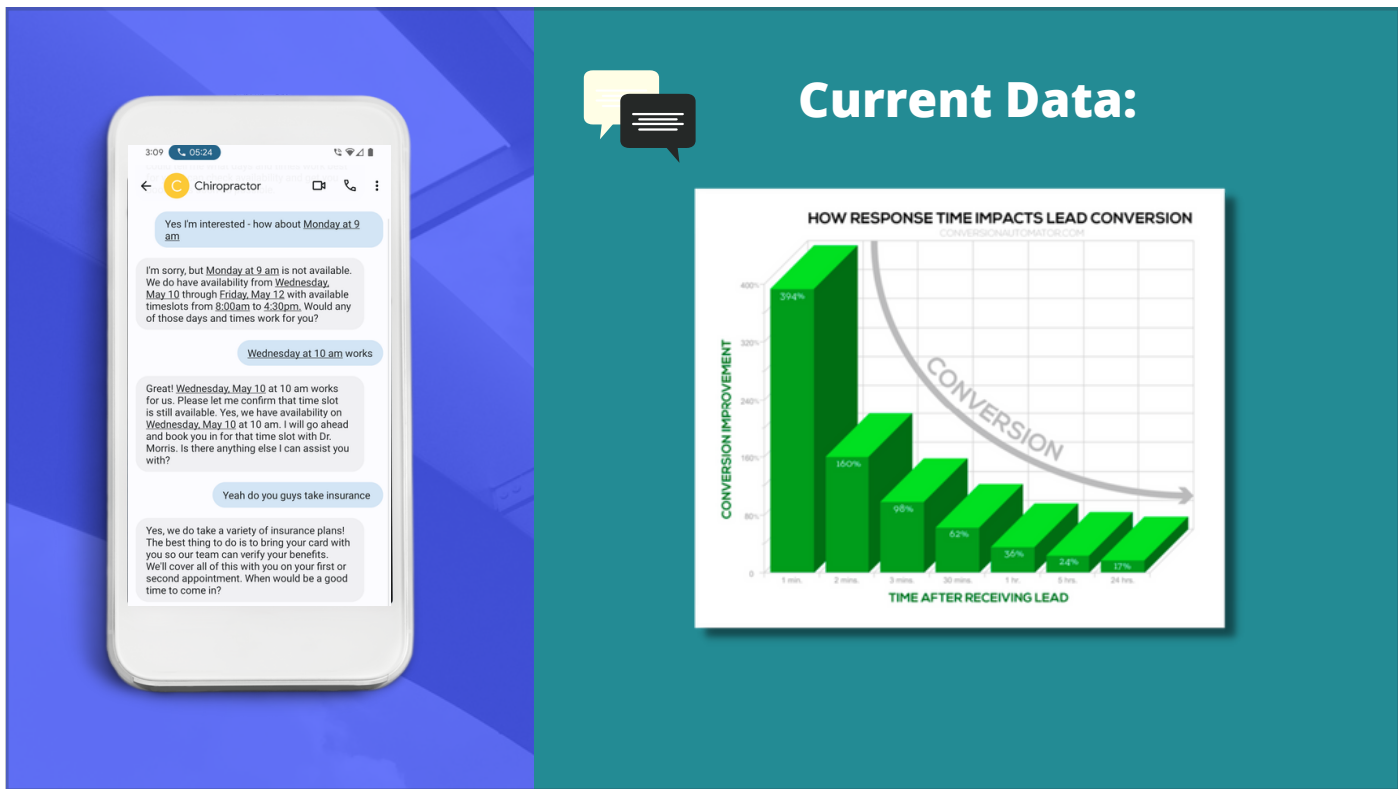 3:09 05:24
C Chiropractor
Yes I'm interested - how about Monday at 9
am
I'm sorry, but Monday at 9 am is not available.
We do have availability from Wednesday,
May 10 through Friday, May 12 with available
timeslots from 8:00am to 4:30pm. Would any
of those days and times work for you?
Wednesday at 10 am works
Great! Wednesday, May 10 at 10 am works
for us. Please let me confirm that time slot
is still available. Yes, we have availability on
Wednesday, May 10 at 10 am. I will go ahead
and book you in for that time slot with Dr.
Morris. Is there anything else I can assist you
with?
Yeah do you guys take insurance
Yes, we do take a variety of insurance plans!
The best thing to do is to bring your card with
you so our team can verify your benefits.
We'll cover all of this with you on your first or
second appointment. When would be a good
time to come in?
Current Data:
HOW RESPONSE TIME IMPACTS LEAD CONVERSION
CONVERSIONAUTOMATOR.COM
CONVERSION IMPROVEMENT
400%
320%
240%
160%
80%
0
394%
160%
98%
62%
36%
24%
17%
CONVERSION
1 min. 2 mins. 3 mins. 30 mins. 1 hr. 5 hrs. 24 hrs.
TIME AFTER RECEIVING LEAD